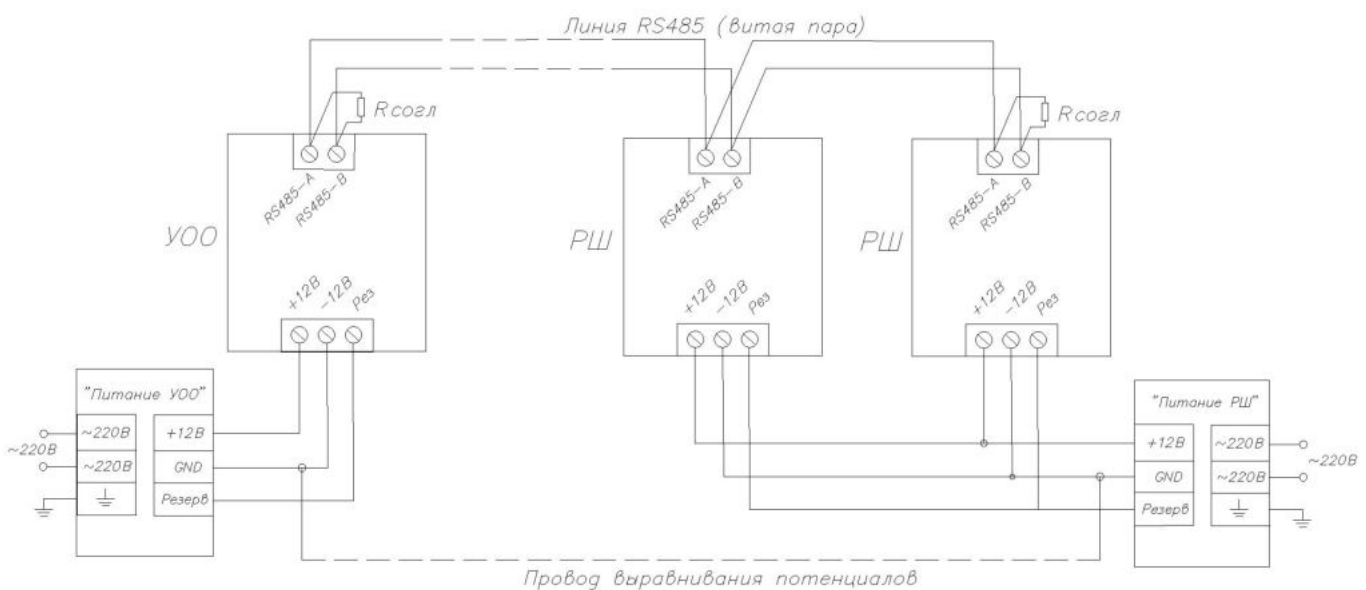 Линия RS485 (витая пара)
Rсогл
Rсогл
RS485-A
RS485-B
RS485-A
RS485-B
RS485-A
RS485-B
УОО
РШ
РШ
+12В
-12В
Рез
+12В
-12В
Рез
+12В
-12В
Рез
"Питание УОО"
~220В
+12В
~220В
~220В
GND
Резерв
"Питание РШ"
+12В
~220В
~220В
GND
~220В
Резерв
Провод выравнивания потенциалов